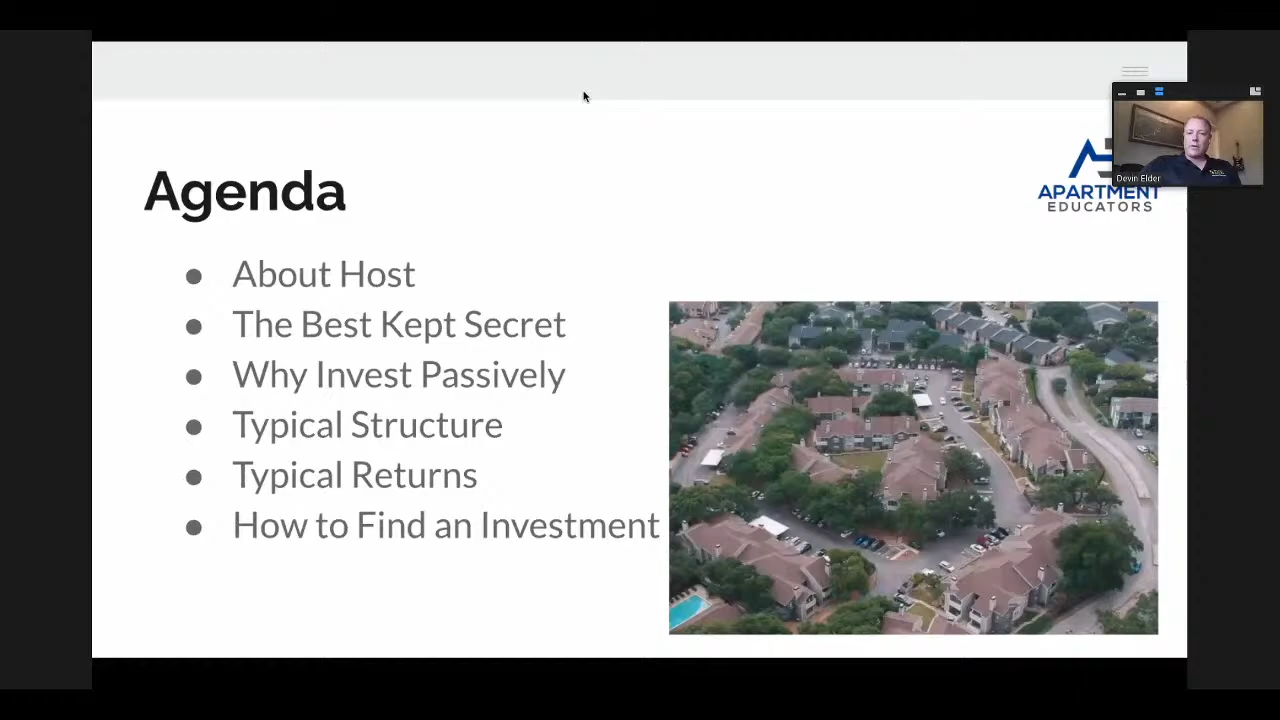 Agenda
● About Host
● The Best Kept Secret
● Why Invest Passively
● Typical Structure
● Typical Returns
● How to Find an Investment
APARTMENT
EDUCATORS
Devin Elder